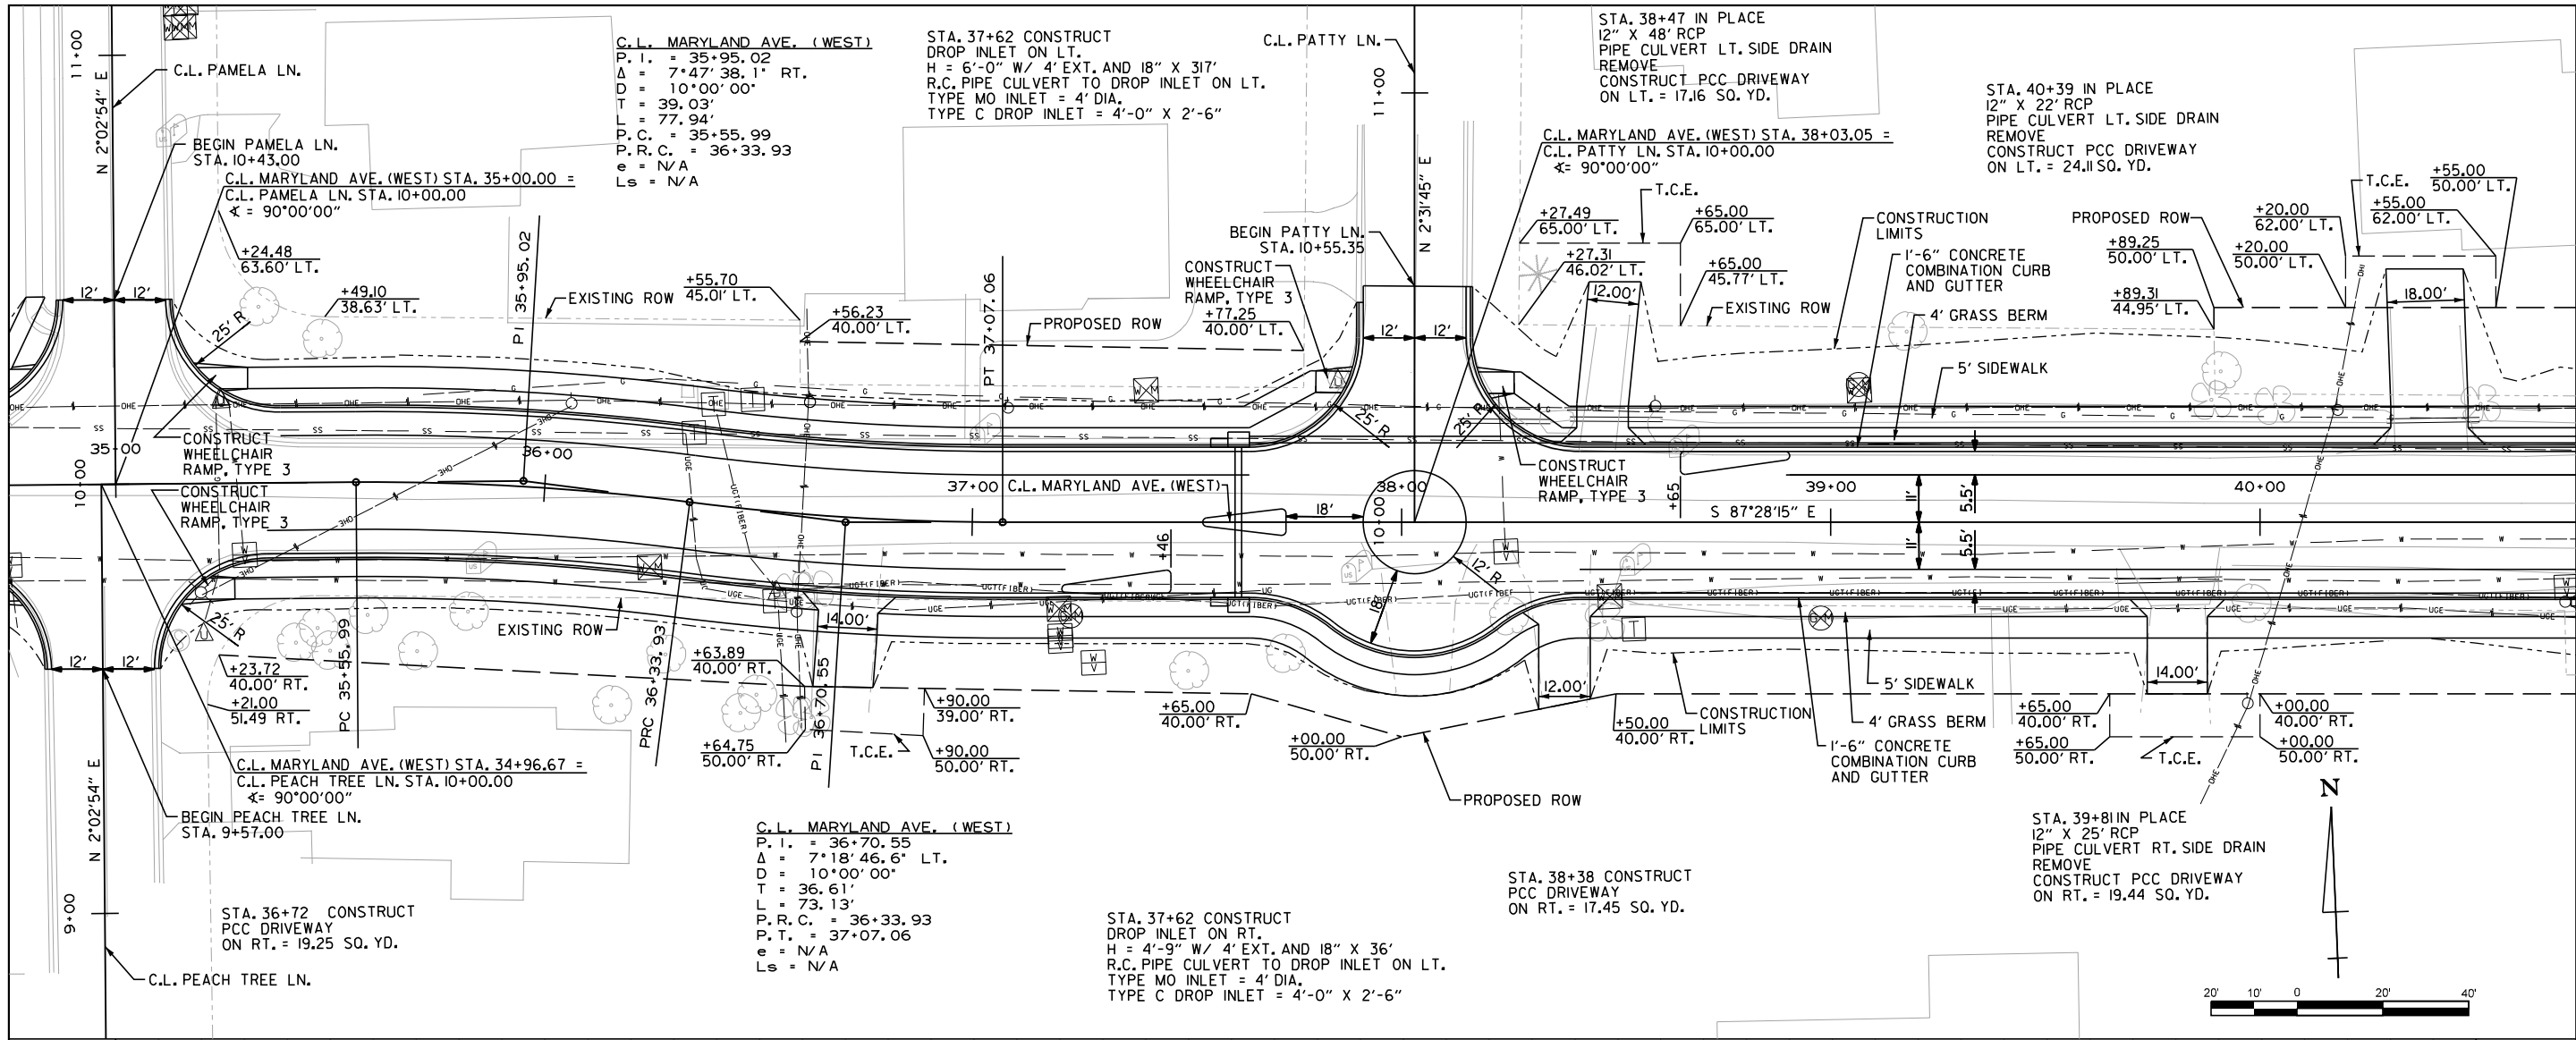 11+00
C.L. PAMELA LN.
N 2°02'54" E
BEGIN PAMELA LN.
STA. 10+43.00
C.L. MARYLAND AVE. (WEST) STA. 35+00.00 =
C.L. PAMELA LN. STA. 10+00.00
∢ = 90°00'00"
+24.48
63.60' LT.
+49.10
38.63' LT.
12'
12'
25' R
C.L. MARYLAND AVE. (WEST)
P.I. = 35+95.02
Δ = 7°47'38.1" RT.
D = 10°00'00"
T = 39.03'
L = 77.94'
P.C. = 35+55.99
P.R.C. = 36+33.93
e = N/A
Ls = N/A
PI 35+95.02
EXISTING ROW
+55.70
45.01' LT.
+56.23
40.00' LT.
STA. 37+62 CONSTRUCT
DROP INLET ON LT.
H = 6'-0" W/ 4' EXT. AND 18" X 317'
R.C. PIPE CULVERT TO DROP INLET ON LT.
TYPE MO INLET = 4' DIA.
TYPE C DROP INLET = 4'-0" X 2'-6"
PT 37+07.06
PROPOSED ROW
C.L. PATTY LN.
11+00
N 2°31'45" E
BEGIN PATTY LN.
STA. 10+55.35
CONSTRUCT
WHEELCHAIR
RAMP, TYPE 3
+77.25
40.00' LT.
12'
12'
25' R
25' R
STA. 38+47 IN PLACE
12" X 48' RCP
PIPE CULVERT LT. SIDE DRAIN
REMOVE
CONSTRUCT PCC DRIVEWAY
ON LT. = 17.16 SQ. YD.
C.L. MARYLAND AVE. (WEST) STA. 38+03.05 =
C.L. PATTY LN. STA. 10+00.00
∢= 90°00'00"
T.C.E.
+27.49
65.00' LT.
+65.00
65.00' LT.
+27.31
46.02' LT.
+65.00
45.77' LT.
12.00'
EXISTING ROW
STA. 40+39 IN PLACE
12" X 22' RCP
PIPE CULVERT LT. SIDE DRAIN
REMOVE
CONSTRUCT PCC DRIVEWAY
ON LT. = 24.11 SQ. YD.
CONSTRUCTION
LIMITS
1'-6" CONCRETE
COMBINATION CURB
AND GUTTER
4' GRASS BERM
5' SIDEWALK
PROPOSED ROW
+89.25
50.00' LT.
+89.31
44.95' LT.
+20.00
62.00' LT.
+20.00
50.00' LT.
T.C.E.
+55.00
50.00' LT.
+55.00
62.00' LT.
18.00'
CONSTRUCT
WHEELCHAIR
RAMP, TYPE 3
35+00
10+00
CONSTRUCT
WHEELCHAIR
RAMP, TYPE 3
36+00
37+00
C.L. MARYLAND AVE. (WEST)
18'
38+00
10+00
CONSTRUCT
WHEELCHAIR
RAMP, TYPE 3
+65
S 87°28'15" E
39+00
11'
5.5'
11'
5.5'
40+00
+46
12' R
18'
25' R
12'
12'
EXISTING ROW
+23.72
40.00' RT.
+21.00
51.49 RT.
PC 35+55.99
PRC 36+33.93
PI 36+70.55
14.00'
+63.89
40.00' RT.
+64.75
50.00' RT.
T.C.E.
+90.00
39.00' RT.
+90.00
50.00' RT.
+65.00
40.00' RT.
+00.00
50.00' RT.
12.00'
+50.00
40.00' RT.
CONSTRUCTION
LIMITS
PROPOSED ROW
5' SIDEWALK
4' GRASS BERM
1'-6" CONCRETE
COMBINATION CURB
AND GUTTER
14.00'
+65.00
40.00' RT.
+65.00
50.00' RT.
T.C.E.
+00.00
40.00' RT.
+00.00
50.00' RT.
C.L. MARYLAND AVE. (WEST) STA. 34+96.67 =
C.L. PEACH TREE LN. STA. 10+00.00
∢= 90°00'00"
BEGIN PEACH TREE LN.
STA. 9+57.00
N 2°02'54" E
9+00
C.L. PEACH TREE LN.
STA. 36+72 CONSTRUCT
PCC DRIVEWAY
ON RT. = 19.25 SQ. YD.
C.L. MARYLAND AVE. (WEST)
P.I. = 36+70.55
Δ = 7°18'46.6" LT.
D = 10°00'00"
T = 36.61'
L = 73.13'
P.R.C. = 36+33.93
P.T. = 37+07.06
e = N/A
Ls = N/A
STA. 37+62 CONSTRUCT
DROP INLET ON RT.
H = 4'-9" W/ 4' EXT. AND 18" X 36'
R.C. PIPE CULVERT TO DROP INLET ON LT.
TYPE MO INLET = 4' DIA.
TYPE C DROP INLET = 4'-0" X 2'-6"
STA. 38+38 CONSTRUCT
PCC DRIVEWAY
ON RT. = 17.45 SQ. YD.
STA. 39+81 IN PLACE
12" X 25' RCP
PIPE CULVERT RT. SIDE DRAIN
REMOVE
CONSTRUCT PCC DRIVEWAY
ON RT. = 19.44 SQ. YD.
N
20' 10' 0 20' 40'